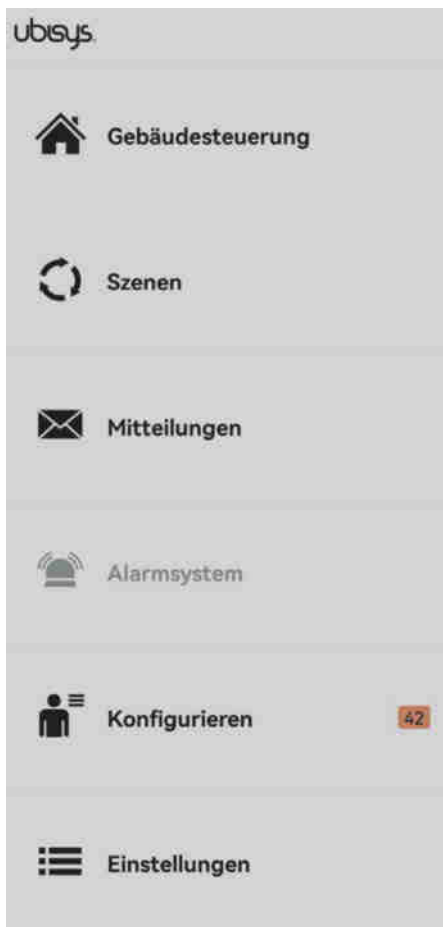 ubisys
Gebäudesteuerung
Szenen
Mitteilungen
Alarmsystem
Konfigurieren 42
Einstellungen